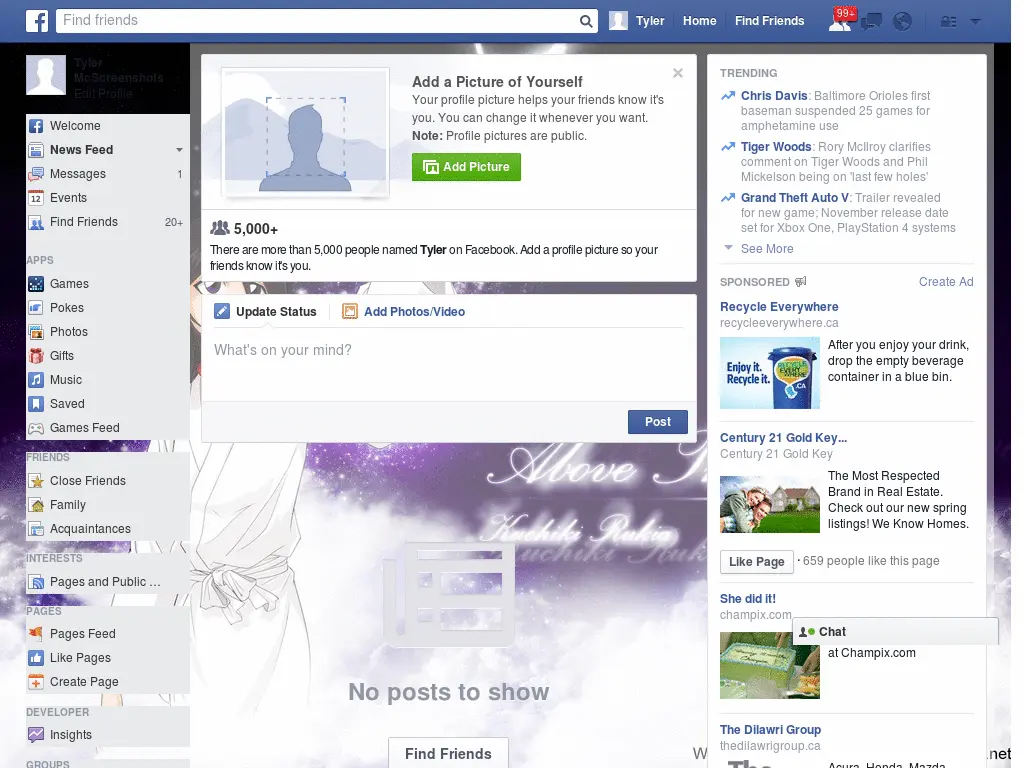 Find friends
Tyler
Home
Find Friends
99+
Tyler
McScreenshots
Edit Profile
Welcome
News Feed
Messages 1
12 Events
Find Friends 20+
APPS
Games
Pokes
Photos
Gifts
Music
Saved
Games Feed
FRIENDS
Close Friends
Family
Acquaintances
INTERESTS
Pages and Public ...
PAGES
Pages Feed
Like Pages
Create Page
DEVELOPER
Insights
GROUPS
Add a Picture of Yourself
Your profile picture helps your friends know it's
you. You can change it whenever you want.
Note: Profile pictures are public.
Add Picture
5,000+
There are more than 5,000 people named Tyler on Facebook. Add a profile picture so your
friends know it's you.
Update Status
Add Photos/Video
What's on your mind?
Post
Above
Kuchiki Rukia
No posts to show
Find Friends
TRENDING
Chris Davis: Baltimore Orioles first
baseman suspended 25 games for
amphetamine use
Tiger Woods: Rory McIlroy clarifies
comment on Tiger Woods and Phil
Mickelson being on 'last few holes'
Grand Theft Auto V: Trailer revealed
for new game; November release date
set for Xbox One, PlayStation 4 systems
See More
SPONSORED
Create Ad
Recycle Everywhere
recycleeverywhere.ca
Enjoy it.
Recycle it.
RECYCLE
EVERY
WHERE
.CA
After you enjoy your drink,
drop the empty beverage
container in a blue bin.
Century 21 Gold Key...
Century 21 Gold Key
The Most Respected
Brand in Real Estate.
Check out our new spring
listings! We Know Homes.
Like Page · 659 people like this page
She did it!
champix.com
Chat
at Champix.com
The Dilawri Group
thedilawrigroup.ca
The
Acura, Honda, Mazda,
W
.net